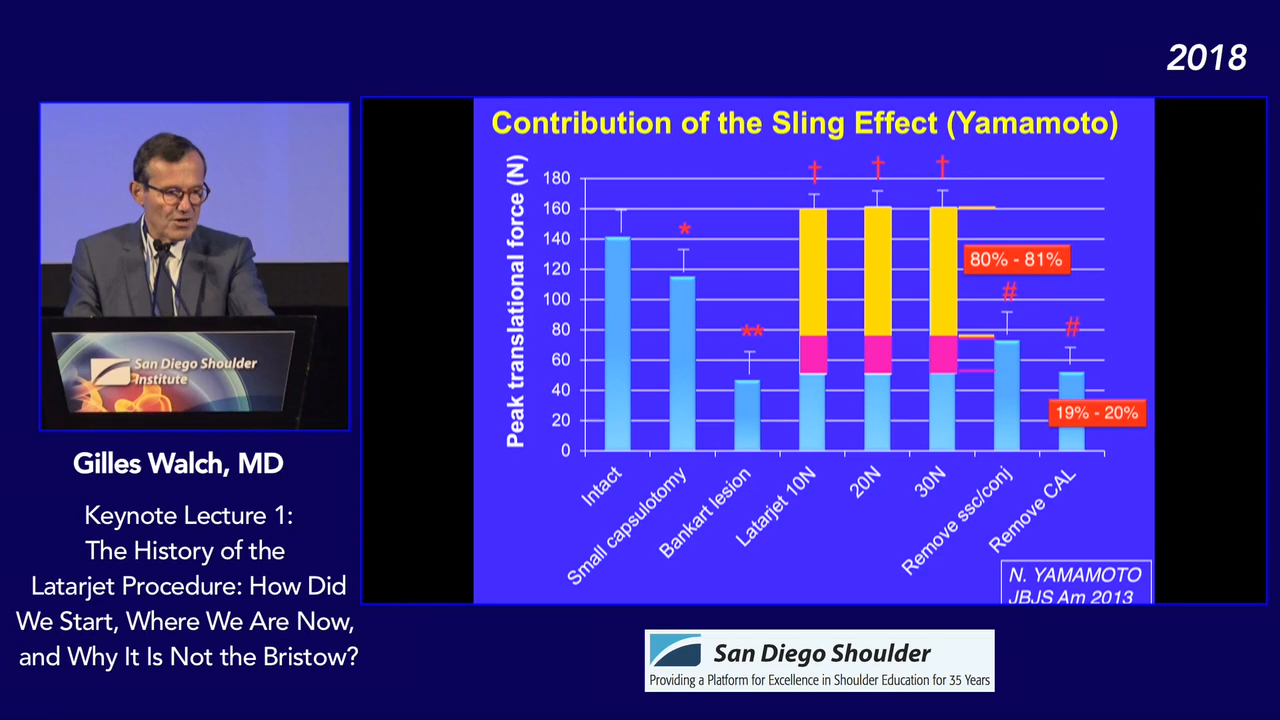 2018
Contribution of the Sling Effect (Yamamoto)
Peak translational force (N)
180
160
140
120
100
80
60
40
20
0
†
†
†
*
**
#
#
80% - 81%
19% - 20%
Intact
Small capsulotomy
Bankart lesion
Latarjet 10N
20N
30N
Remove ssc/conj
Remove CAL
N. YAMAMOTO
JBJS Am 2013
San Diego Shoulder
Institute
Gilles Walch, MD
Keynote Lecture 1:
The History of the
Latarjet Procedure: How Did
We Start, Where We Are Now,
and Why It Is Not the Bristow?
San Diego Shoulder
Providing a Platform for Excellence in Shoulder Education for 35 Years